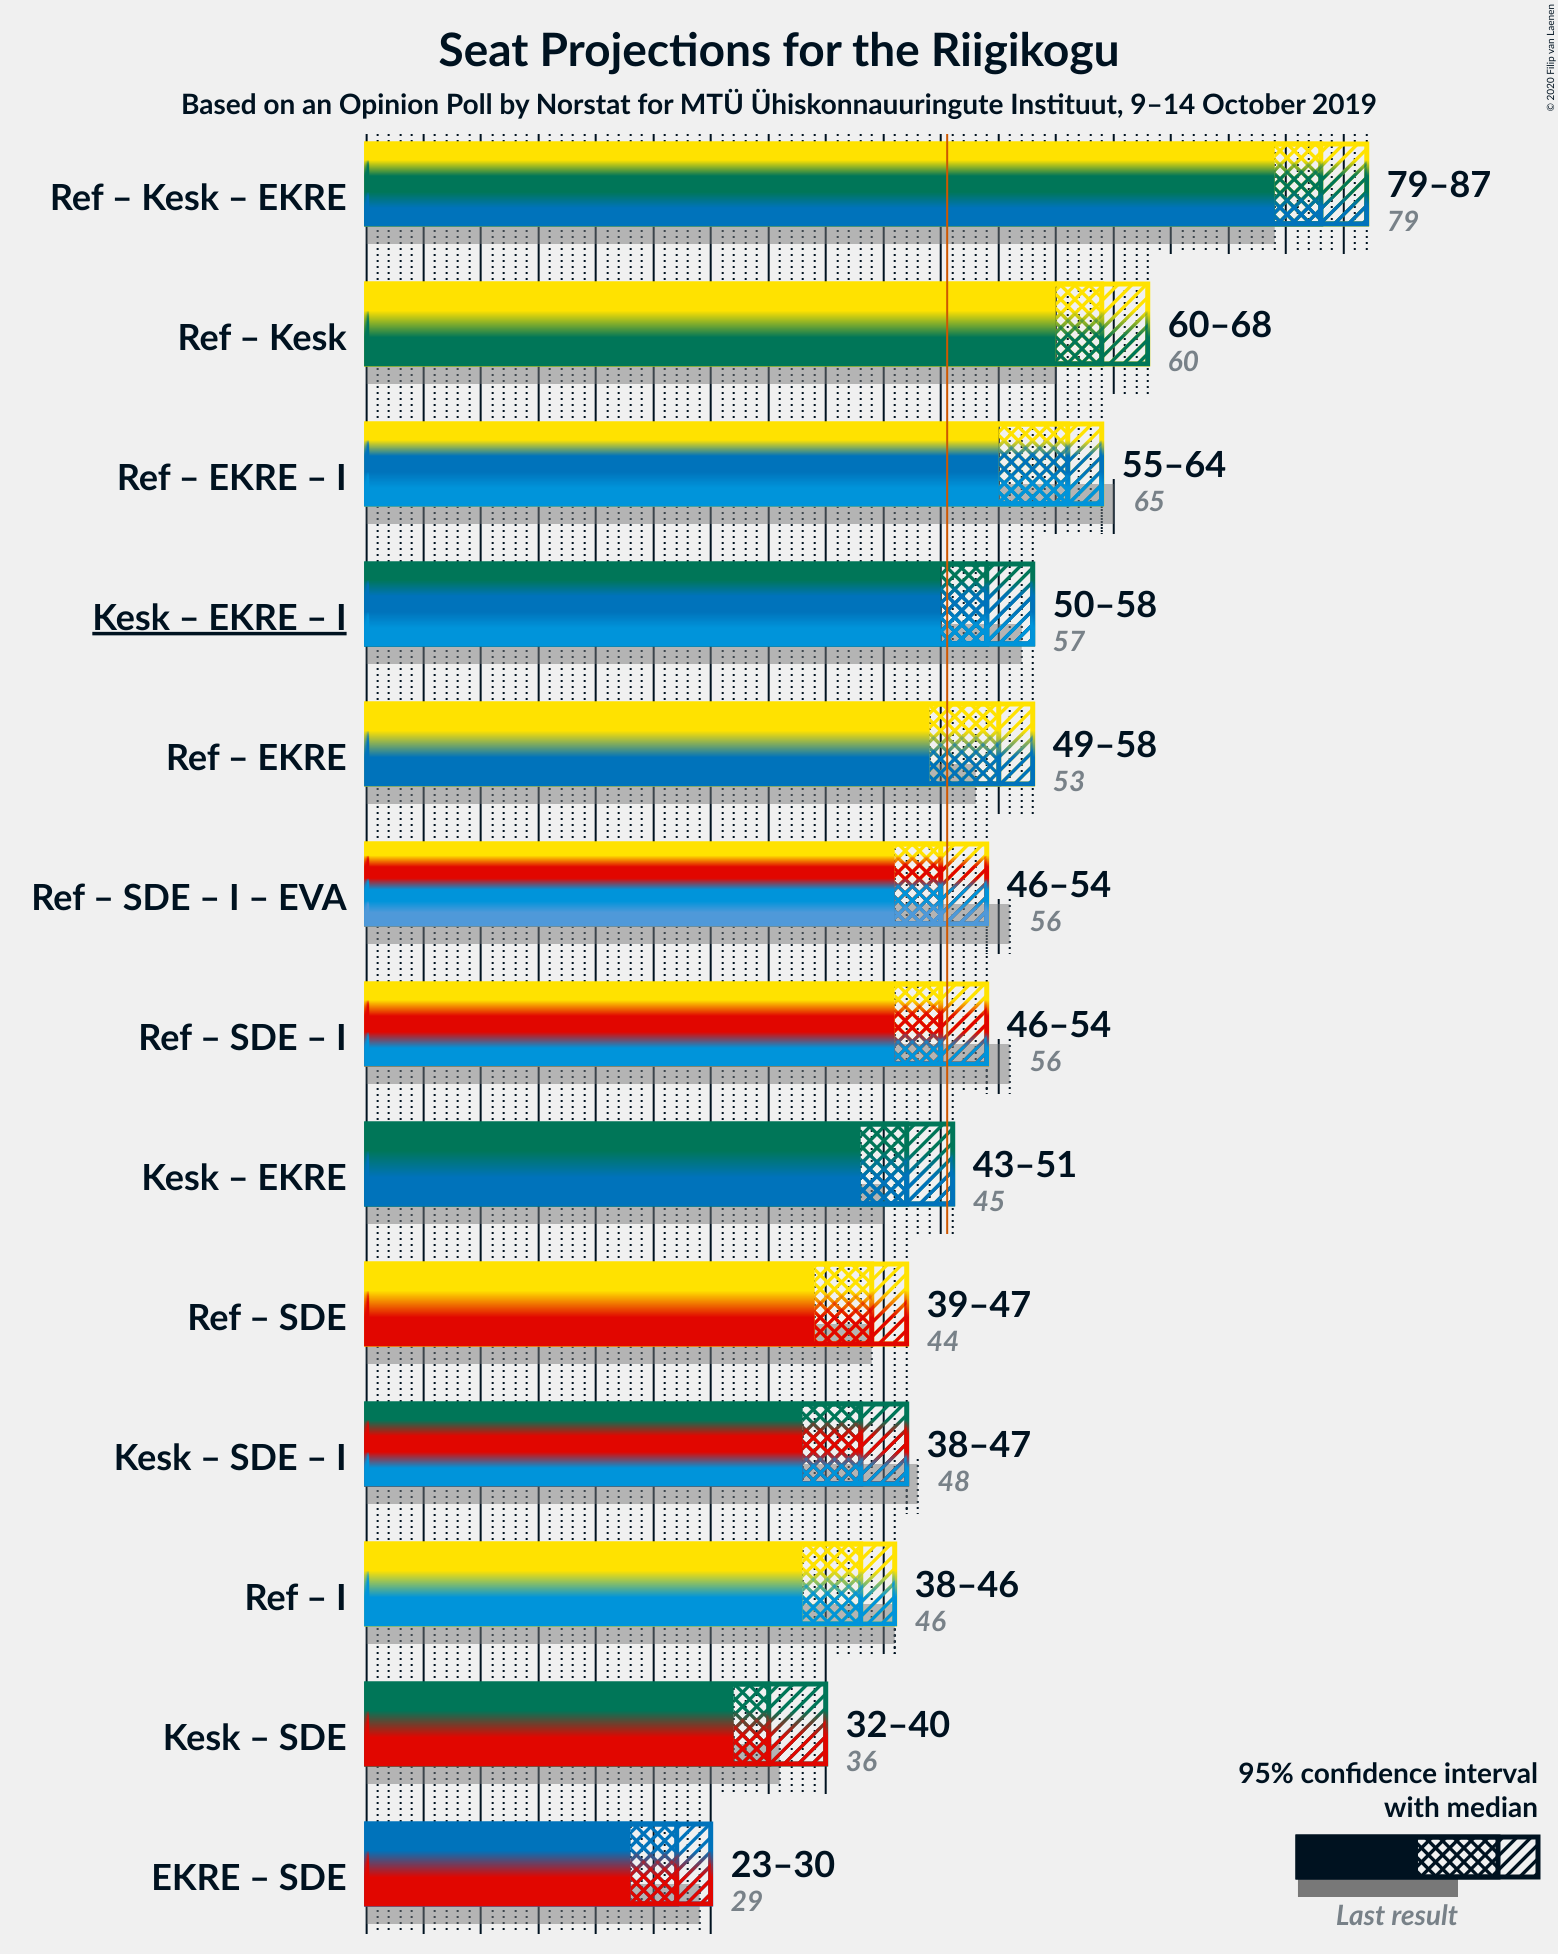 Seat Projections for the Riigikogu
Based on an Opinion Poll by Norstat for MTÜ Ühiskonnauuringute Instituut, 9–14 October 2019
© 2020 Filip van Laenen
Ref – Kesk – EKRE
79–87
79
Ref – Kesk
60–68
60
Ref – EKRE – I
55–64
65
Kesk – EKRE – I
50–58
57
Ref – EKRE
49–58
53
Ref – SDE – I – EVA
46–54
56
Ref – SDE – I
46–54
56
Kesk – EKRE
43–51
45
Ref – SDE
39–47
44
Kesk – SDE – I
38–47
48
Ref – I
38–46
46
Kesk – SDE
32–40
36
EKRE – SDE
23–30
29
95% confidence interval
with median
Last result